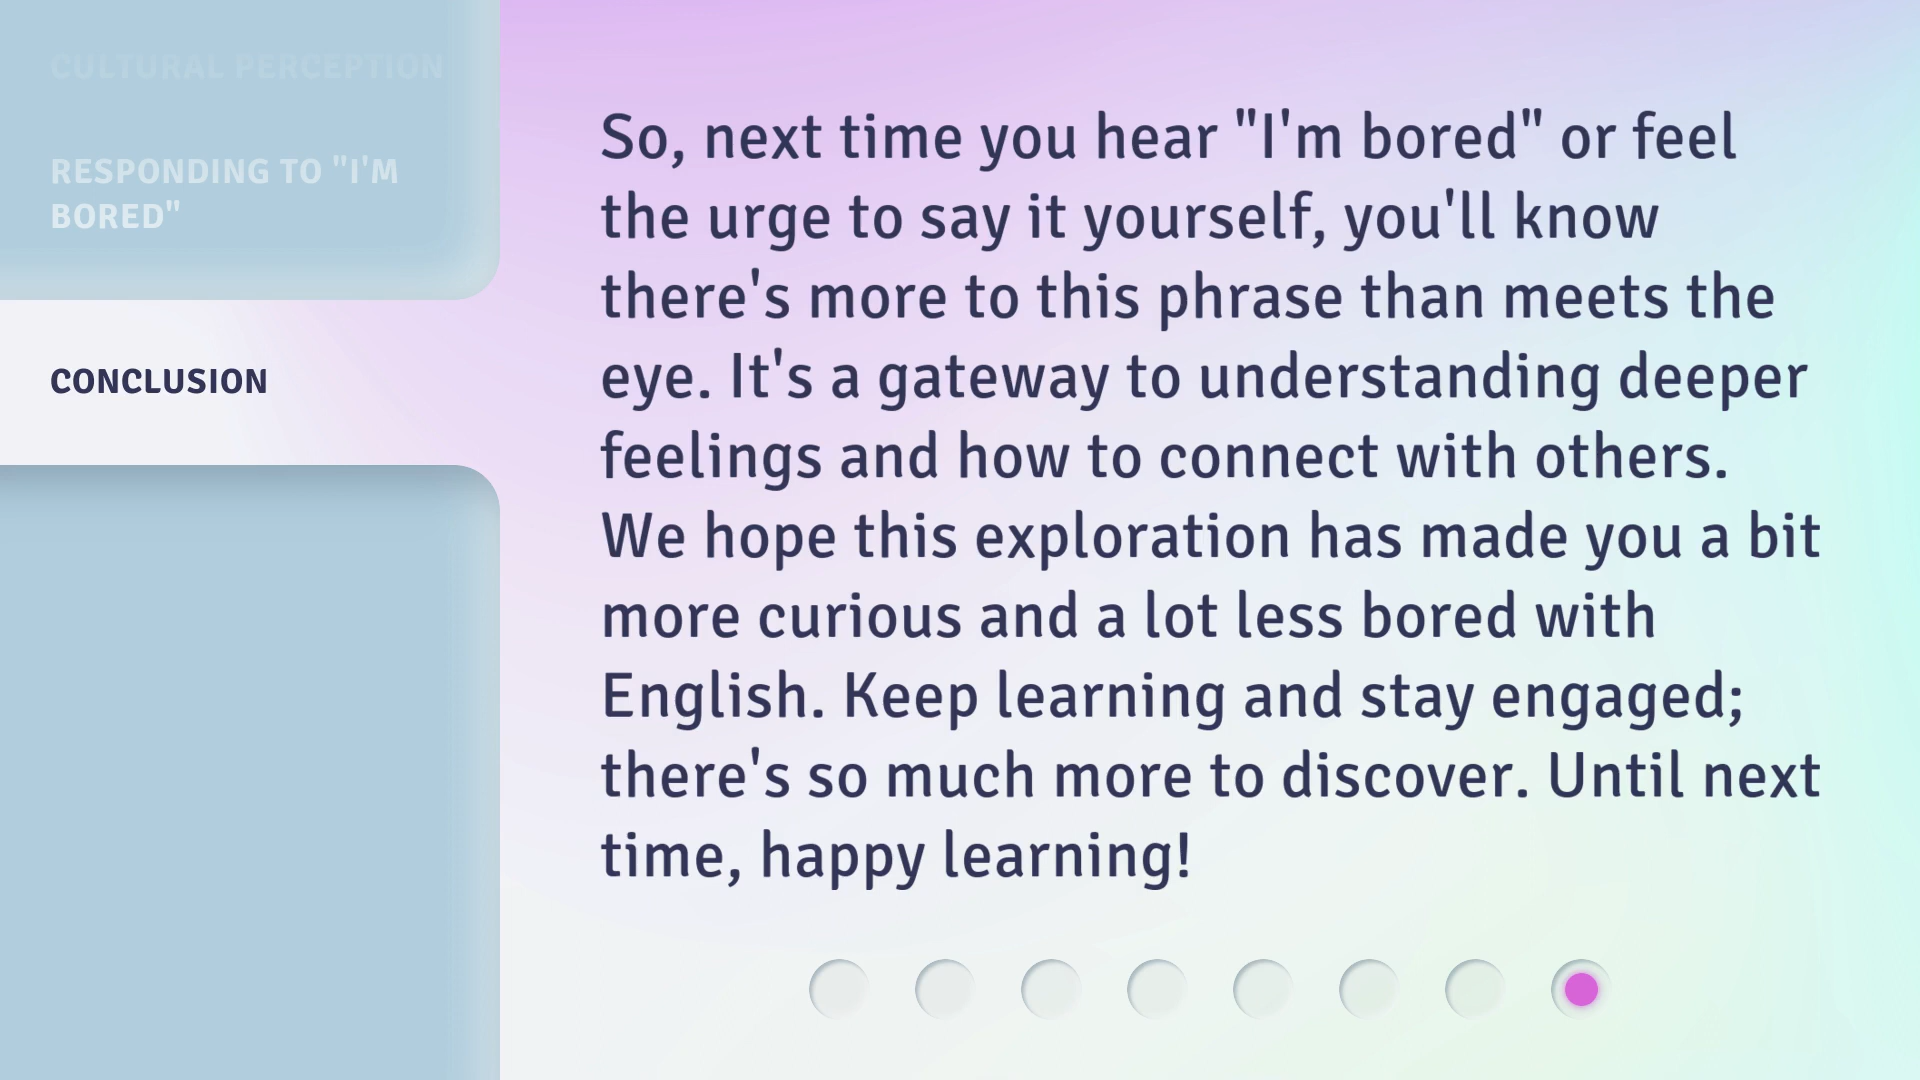 CULTURAL PERCEPTION
RESPONDING TO "I'M
BORED"
CONCLUSION
So, next time you hear "I'm bored" or feel
the urge to say it yourself, you'll know
there's more to this phrase than meets the
eye. It's a gateway to understanding deeper
feelings and how to connect with others.
We hope this exploration has made you a bit
more curious and a lot less bored with
English. Keep learning and stay engaged;
there's so much more to discover. Until next
time, happy learning!